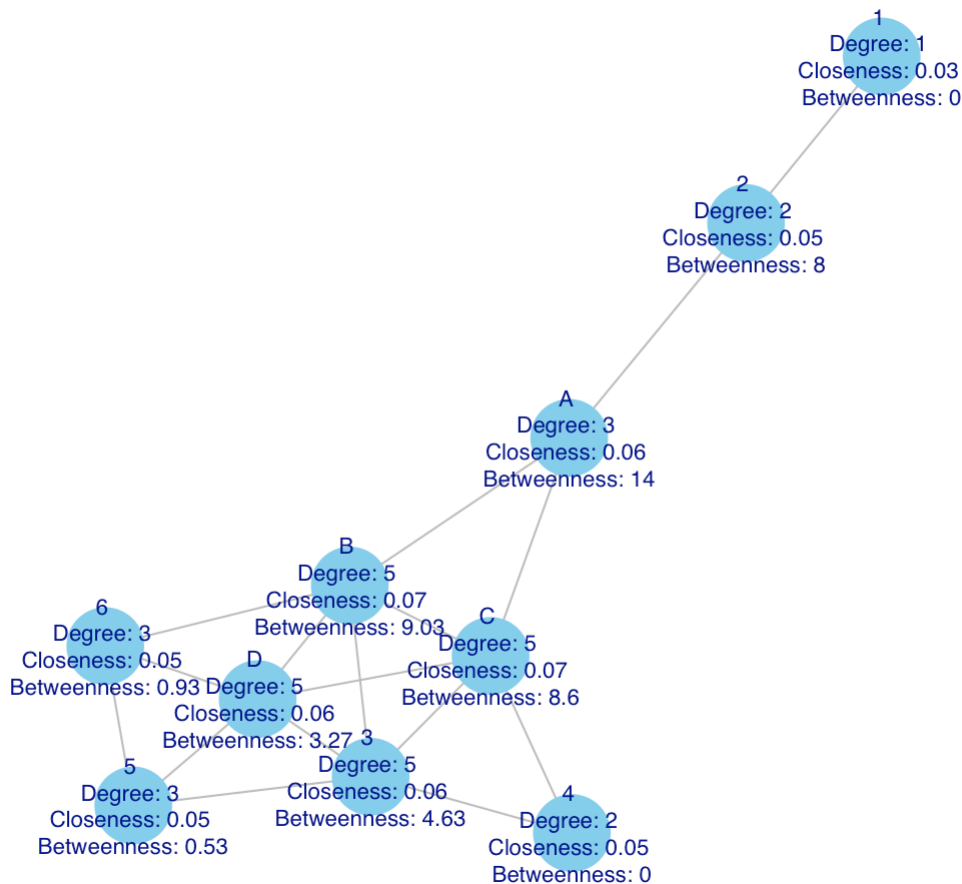 1
Degree: 1
Closeness: 0.03
Betweenness: 0
2
Degree: 2
Closeness: 0.05
Betweenness: 8
A
Degree: 3
Closeness: 0.06
Betweenness: 14
B
Degree: 5
Closeness: 0.07
Betweenness: 9.03
6
Degree: 3
Closeness: 0.05
Betweenness: 0.93
C
Degree: 5
Closeness: 0.07
Betweenness: 8.6
D
Degree: 5
Closeness: 0.06
Betweenness: 3.27
3
Degree: 5
Closeness: 0.06
Betweenness: 4.63
5
Degree: 3
Closeness: 0.05
Betweenness: 0.53
4
Degree: 2
Closeness: 0.05
Betweenness: 0